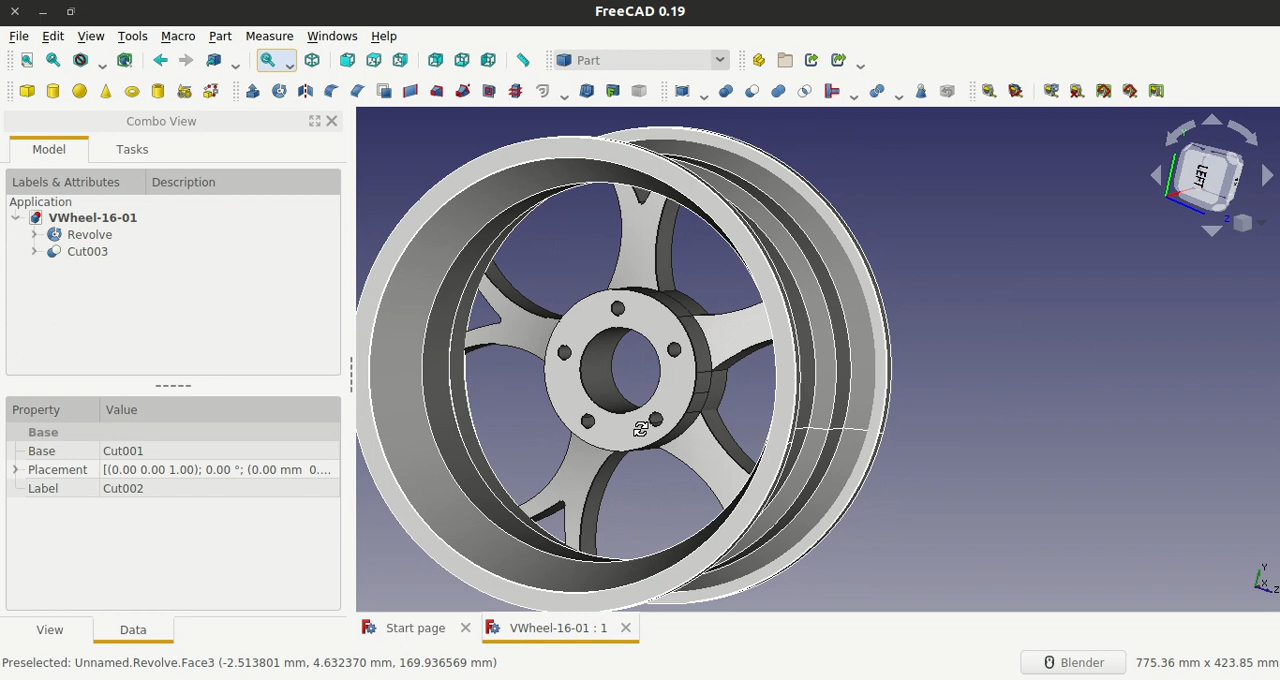 FreeCAD 0.19
File Edit View Tools Macro Part Measure Windows Help
Part
Combo View
Model Tasks
Labels & Attributes Description
Application
VWheel-16-01
Revolve
Cut003
LEFT
Y
Z
Property Value
Base
Base Cut001
Placement [(0.00 0.00 1.00); 0.00 °; (0.00 mm 0....
Label Cut002
Y
X
Z
View Data
Start page VWheel-16-01 : 1
Preselected: Unnamed.Revolve.Face3 (-2.513801 mm, 4.632370 mm, 169.936569 mm) Blender 775.36 mm x 423.85 mm